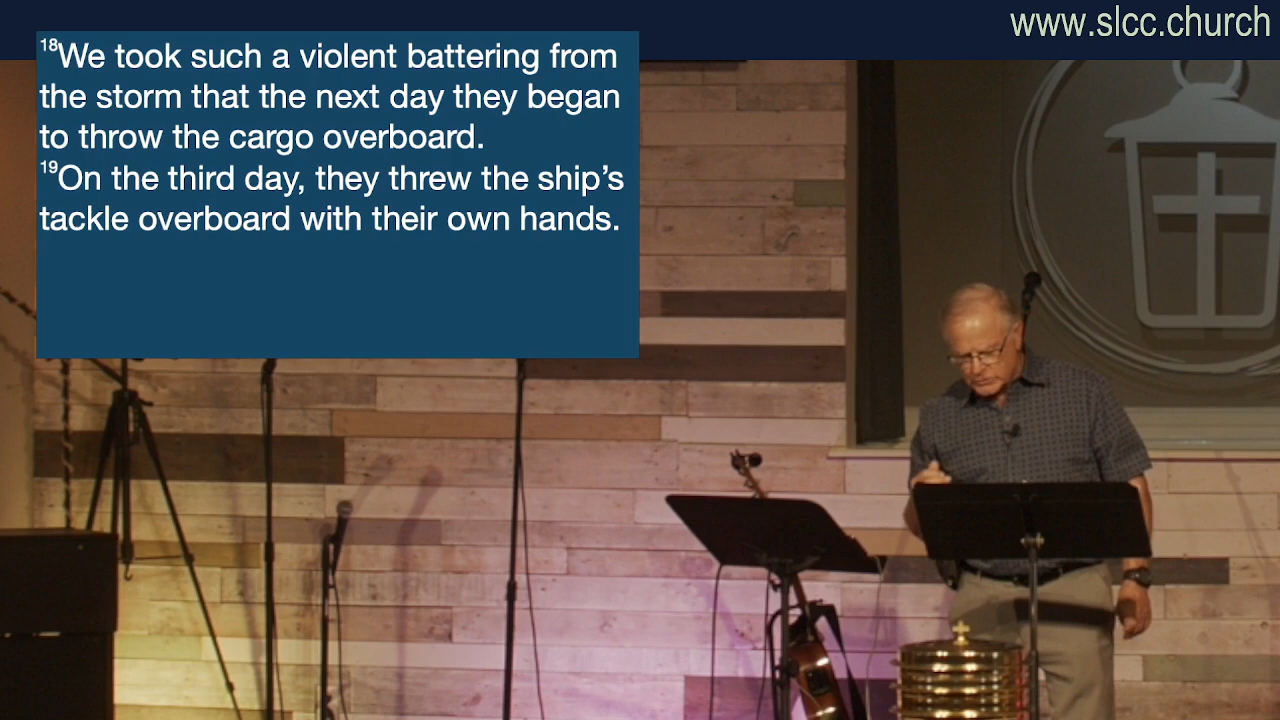 www.slcc.church
¹⁸We took such a violent battering from
the storm that the next day they began
to throw the cargo overboard.
¹⁹On the third day, they threw the ship’s
tackle overboard with their own hands.